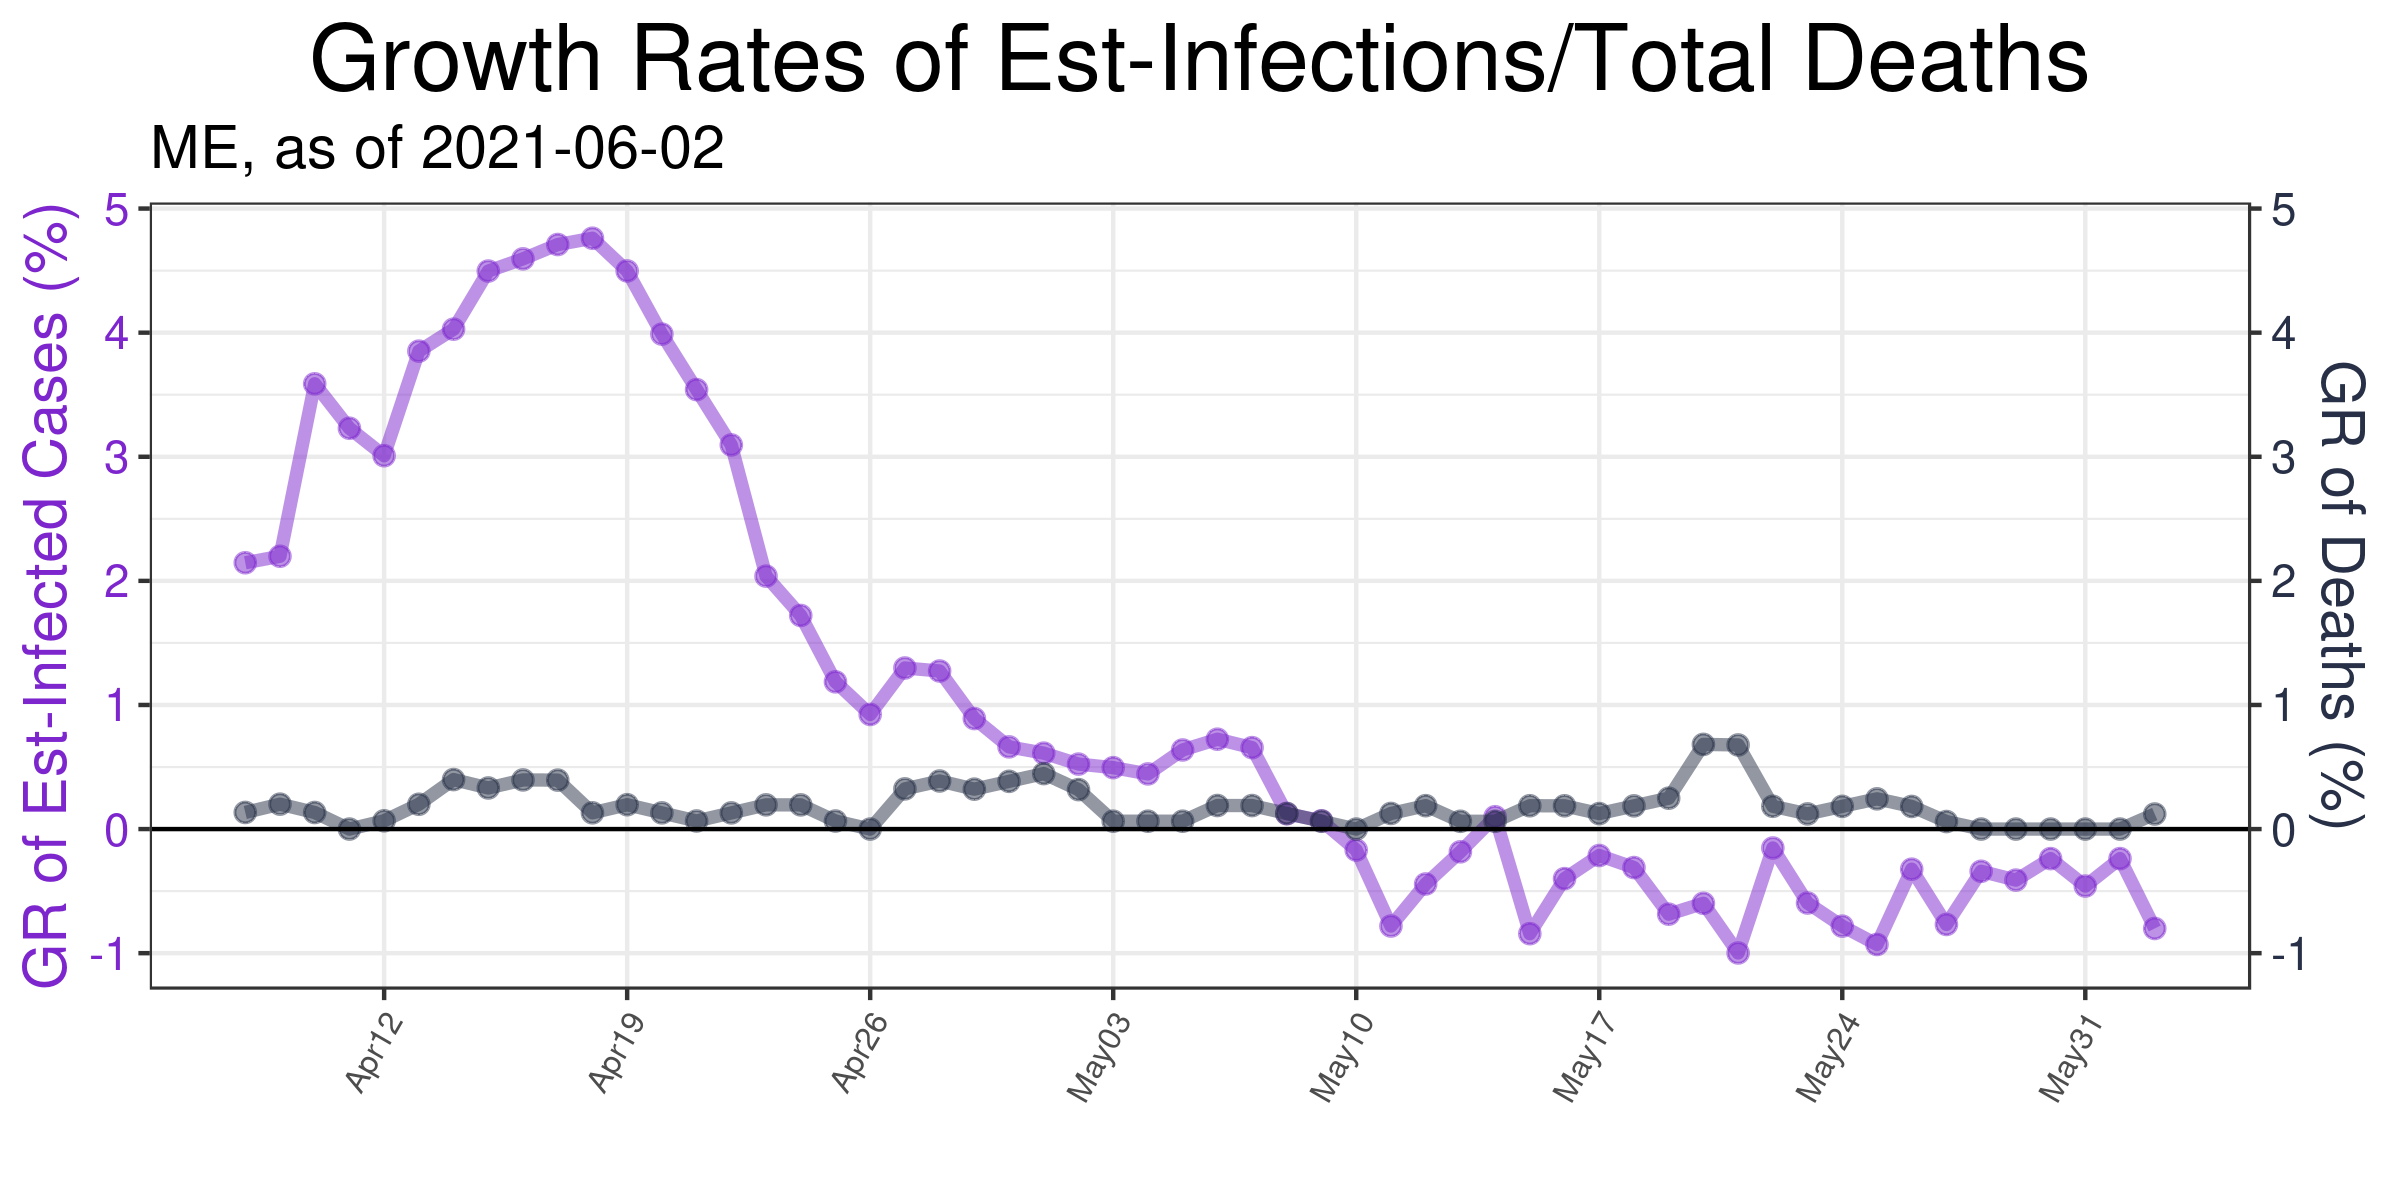 Growth Rates of Est-Infections/Total Deaths
ME, as of 2021-06-02
GR of Est-Infected Cases (%)
5
4
3
2
1
0
-1
5
4
3
2
1
0
-1
GR of Deaths (%)
Apr12
Apr19
Apr26
May03
May10
May17
May24
May31